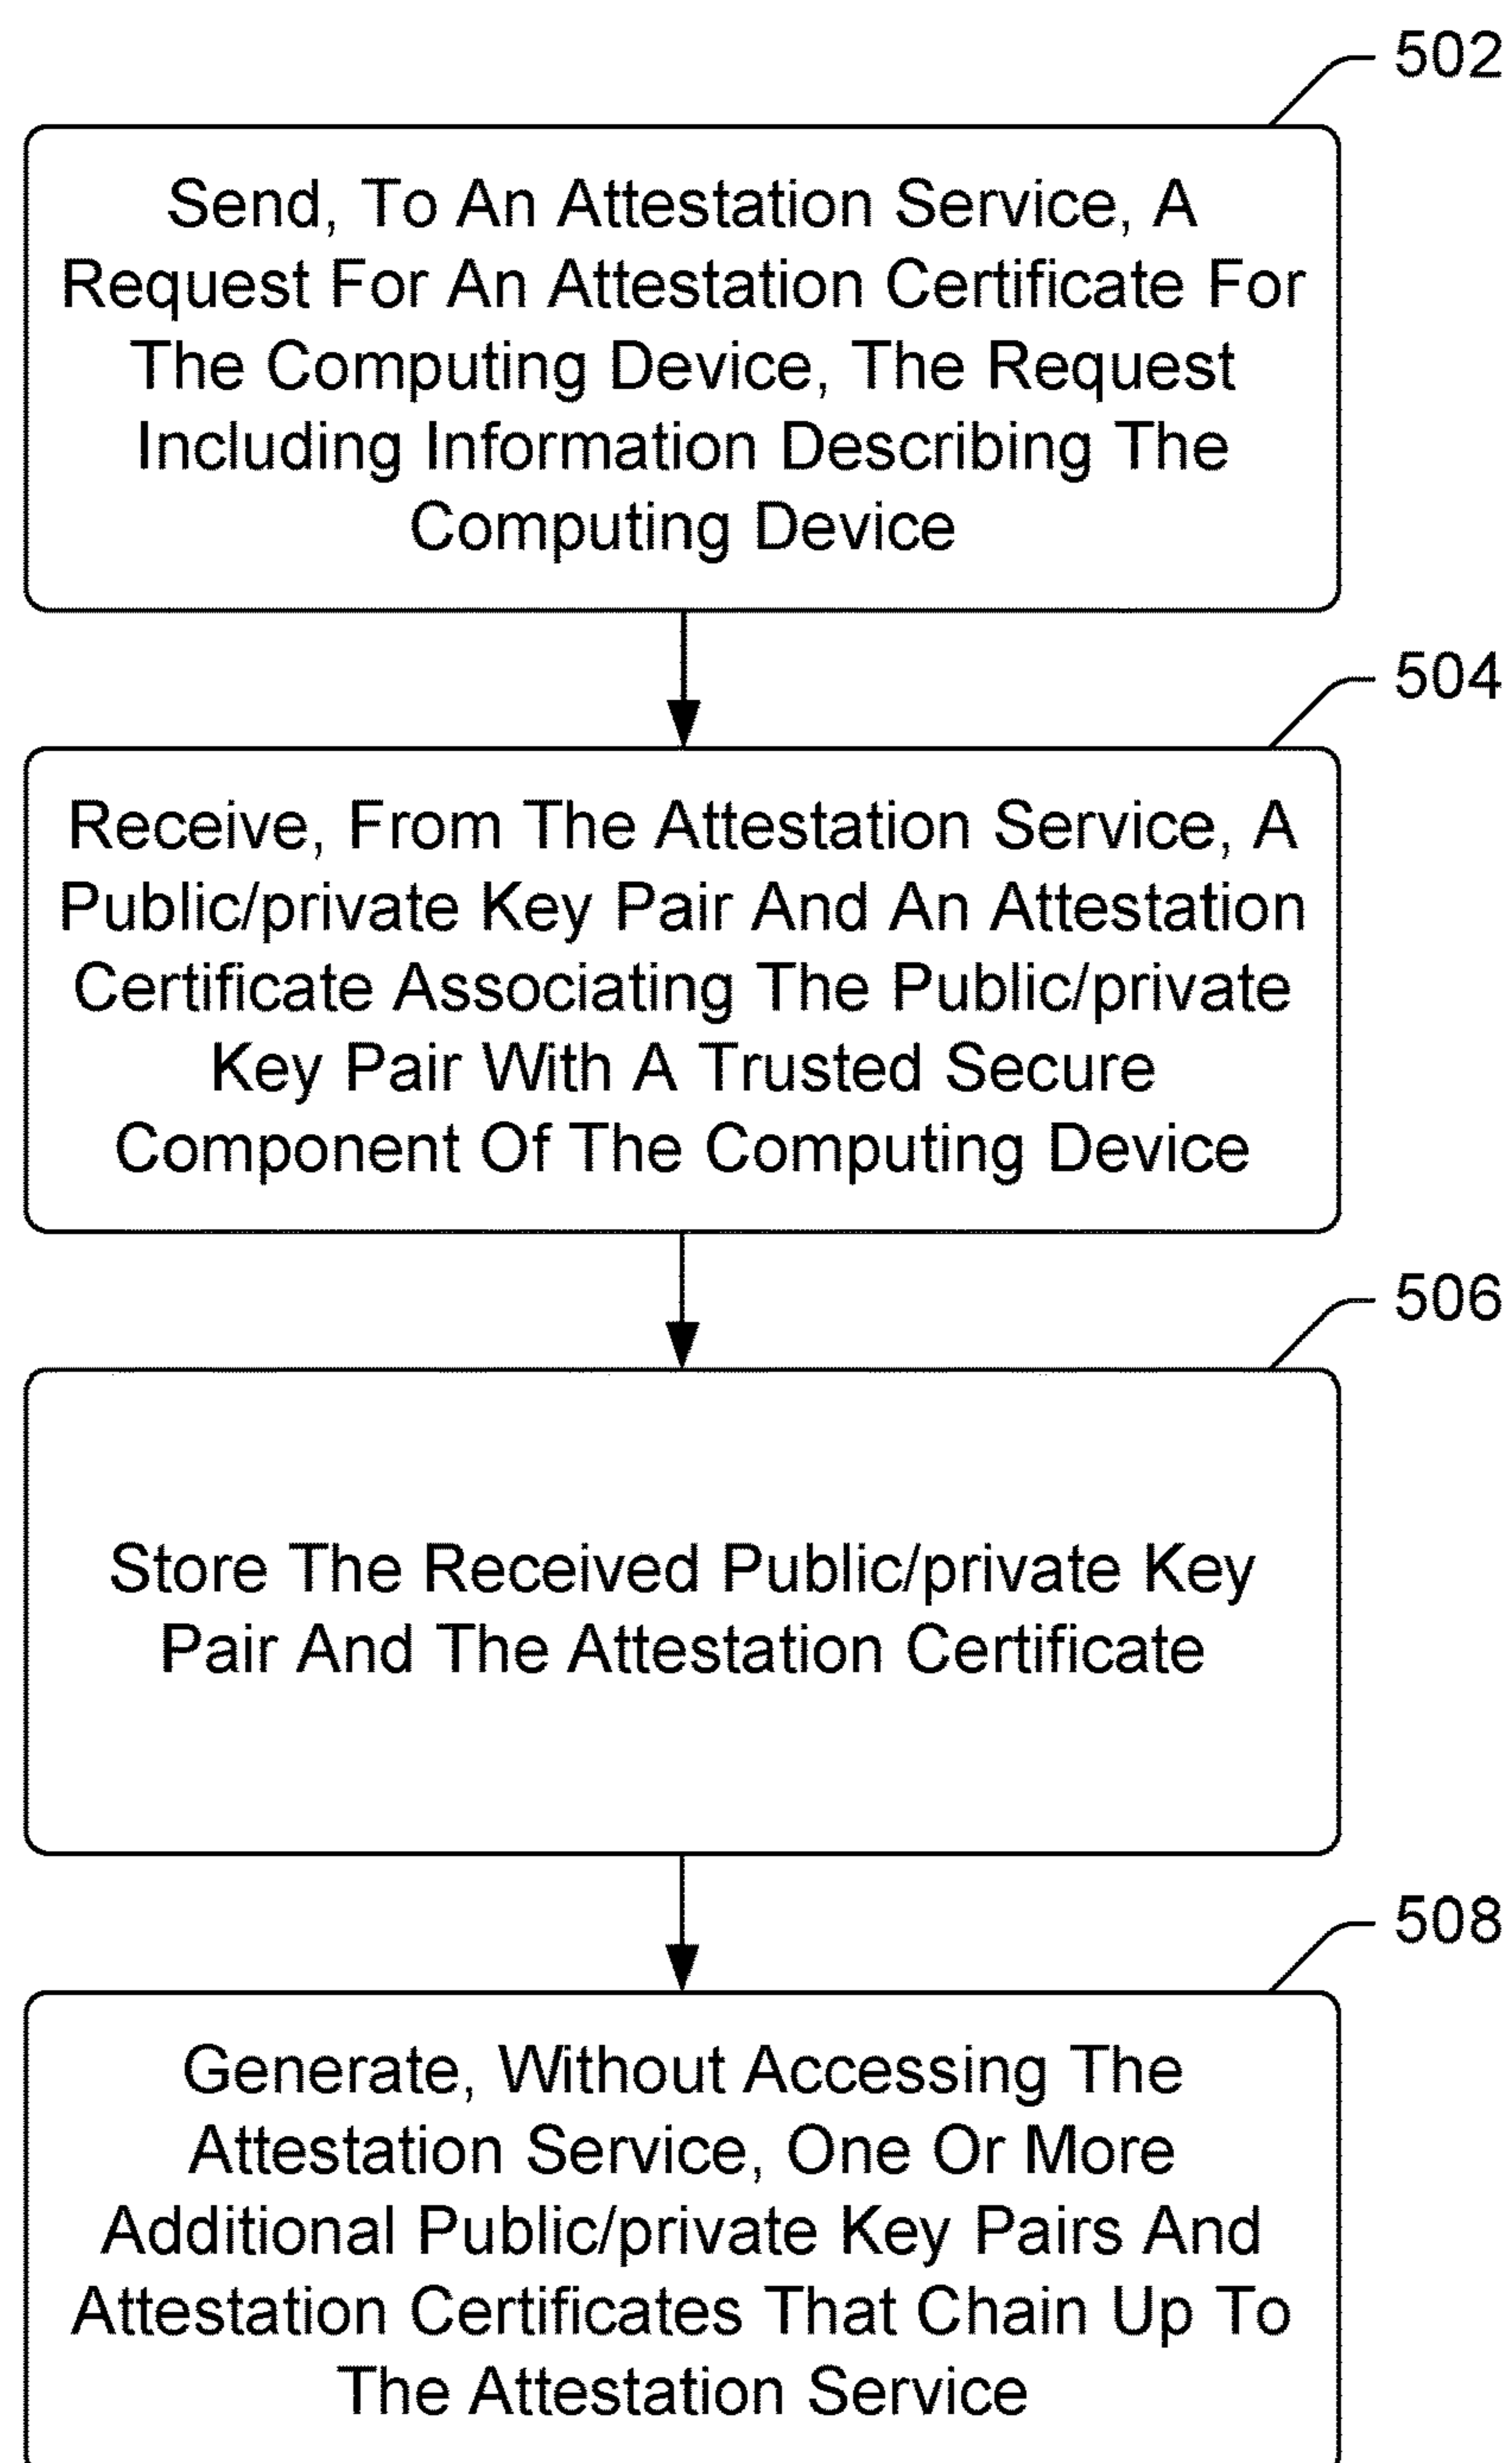 502
Send, To An Attestation Service, A
Request For An Attestation Certificate For
The Computing Device, The Request
Including Information Describing The
Computing Device
504
Receive, From The Attestation Service, A
Public/private Key Pair And An Attestation
Certificate Associating The Public/private
Key Pair With A Trusted Secure
Component Of The Computing Device
506
Store The Received Public/private Key
Pair And The Attestation Certificate
508
Generate, Without Accessing The
Attestation Service, One Or More
Additional Public/private Key Pairs And
Attestation Certificates That Chain Up To
The Attestation Service